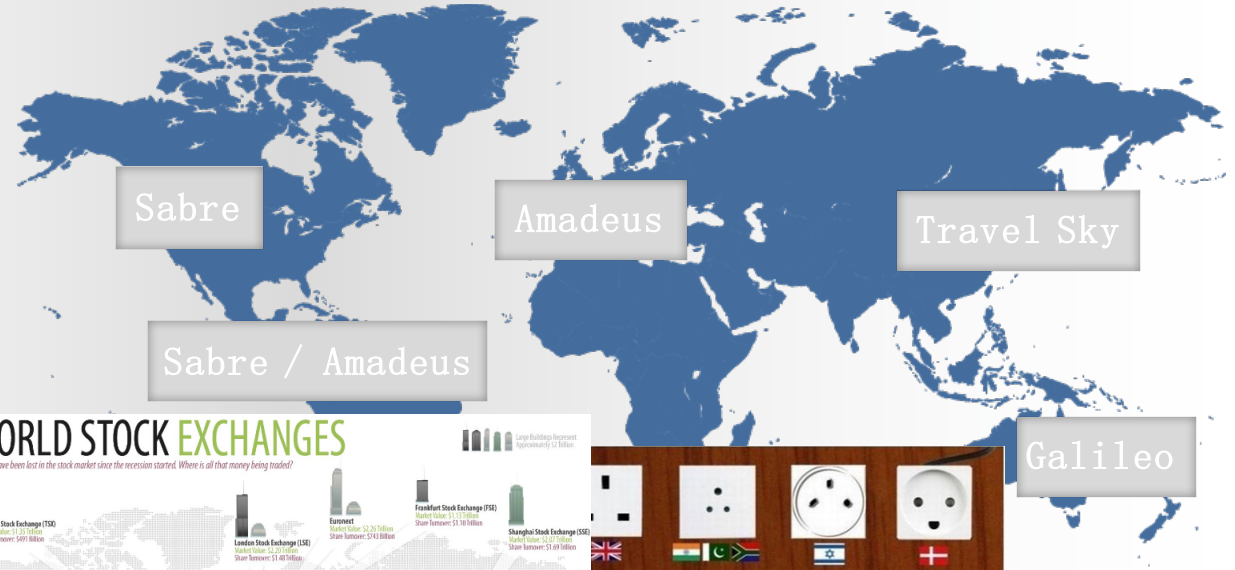 Sabre
Amadeus
Travel Sky
Sabre / Amadeus
Galileo
ORLD STOCK EXCHANGES
ave been lost in the stock market since the recession started. Where is all that money being traded?
Large Buildings Represent
Approximately $2 Trillion
Stock Exchange (TSX)
alue: $1.35 Trillion
nover: $491 Billion
London Stock Exchange (LSE)
Market Value: $2.20 Trillion
Share Turnover: $1.48 Trillion
Euronext
Market Value: $2.26 Trillion
Share Turnover: $743 Billion
Frankfurt Stock Exchange (FSE)
Market Value: $1.13 Trillion
Share Turnover: $1.10 Trillion
Shanghai Stock Exchange (SSE)
Market Value: $2.07 Trillion
Share Turnover: $1.69 Trillion